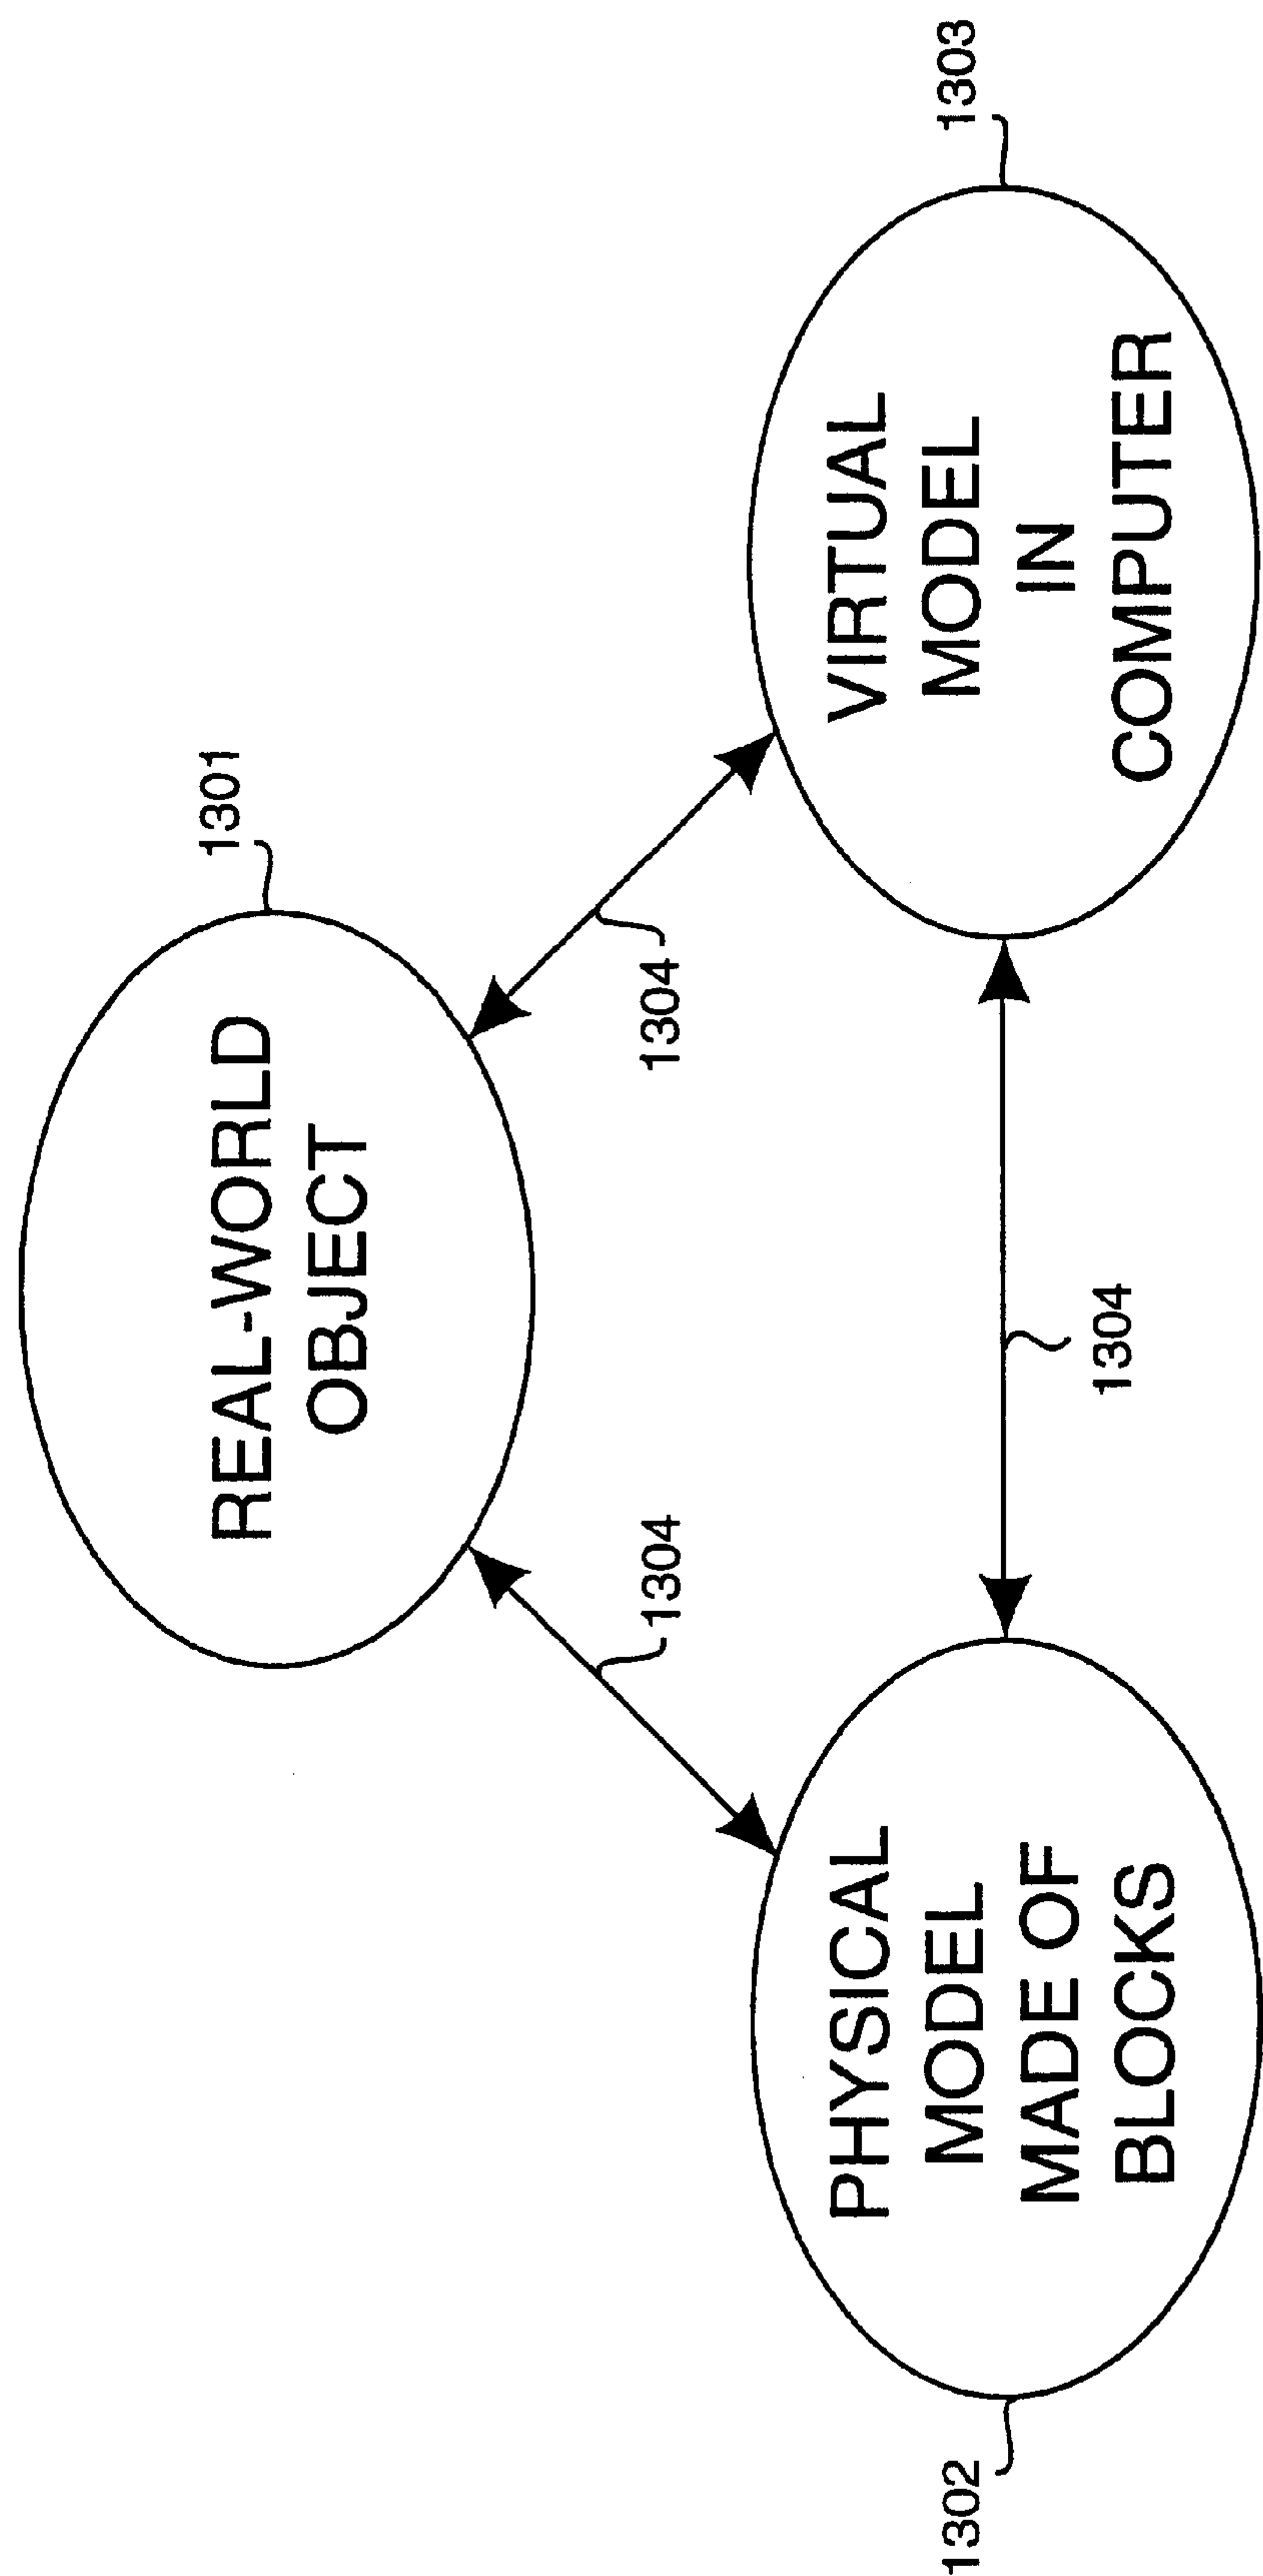 1301
REAL-WORLD
OBJECT
1304
1304
1302
PHYSICAL
MODEL
MADE OF
BLOCKS
1304
1303
VIRTUAL
MODEL
IN
COMPUTER